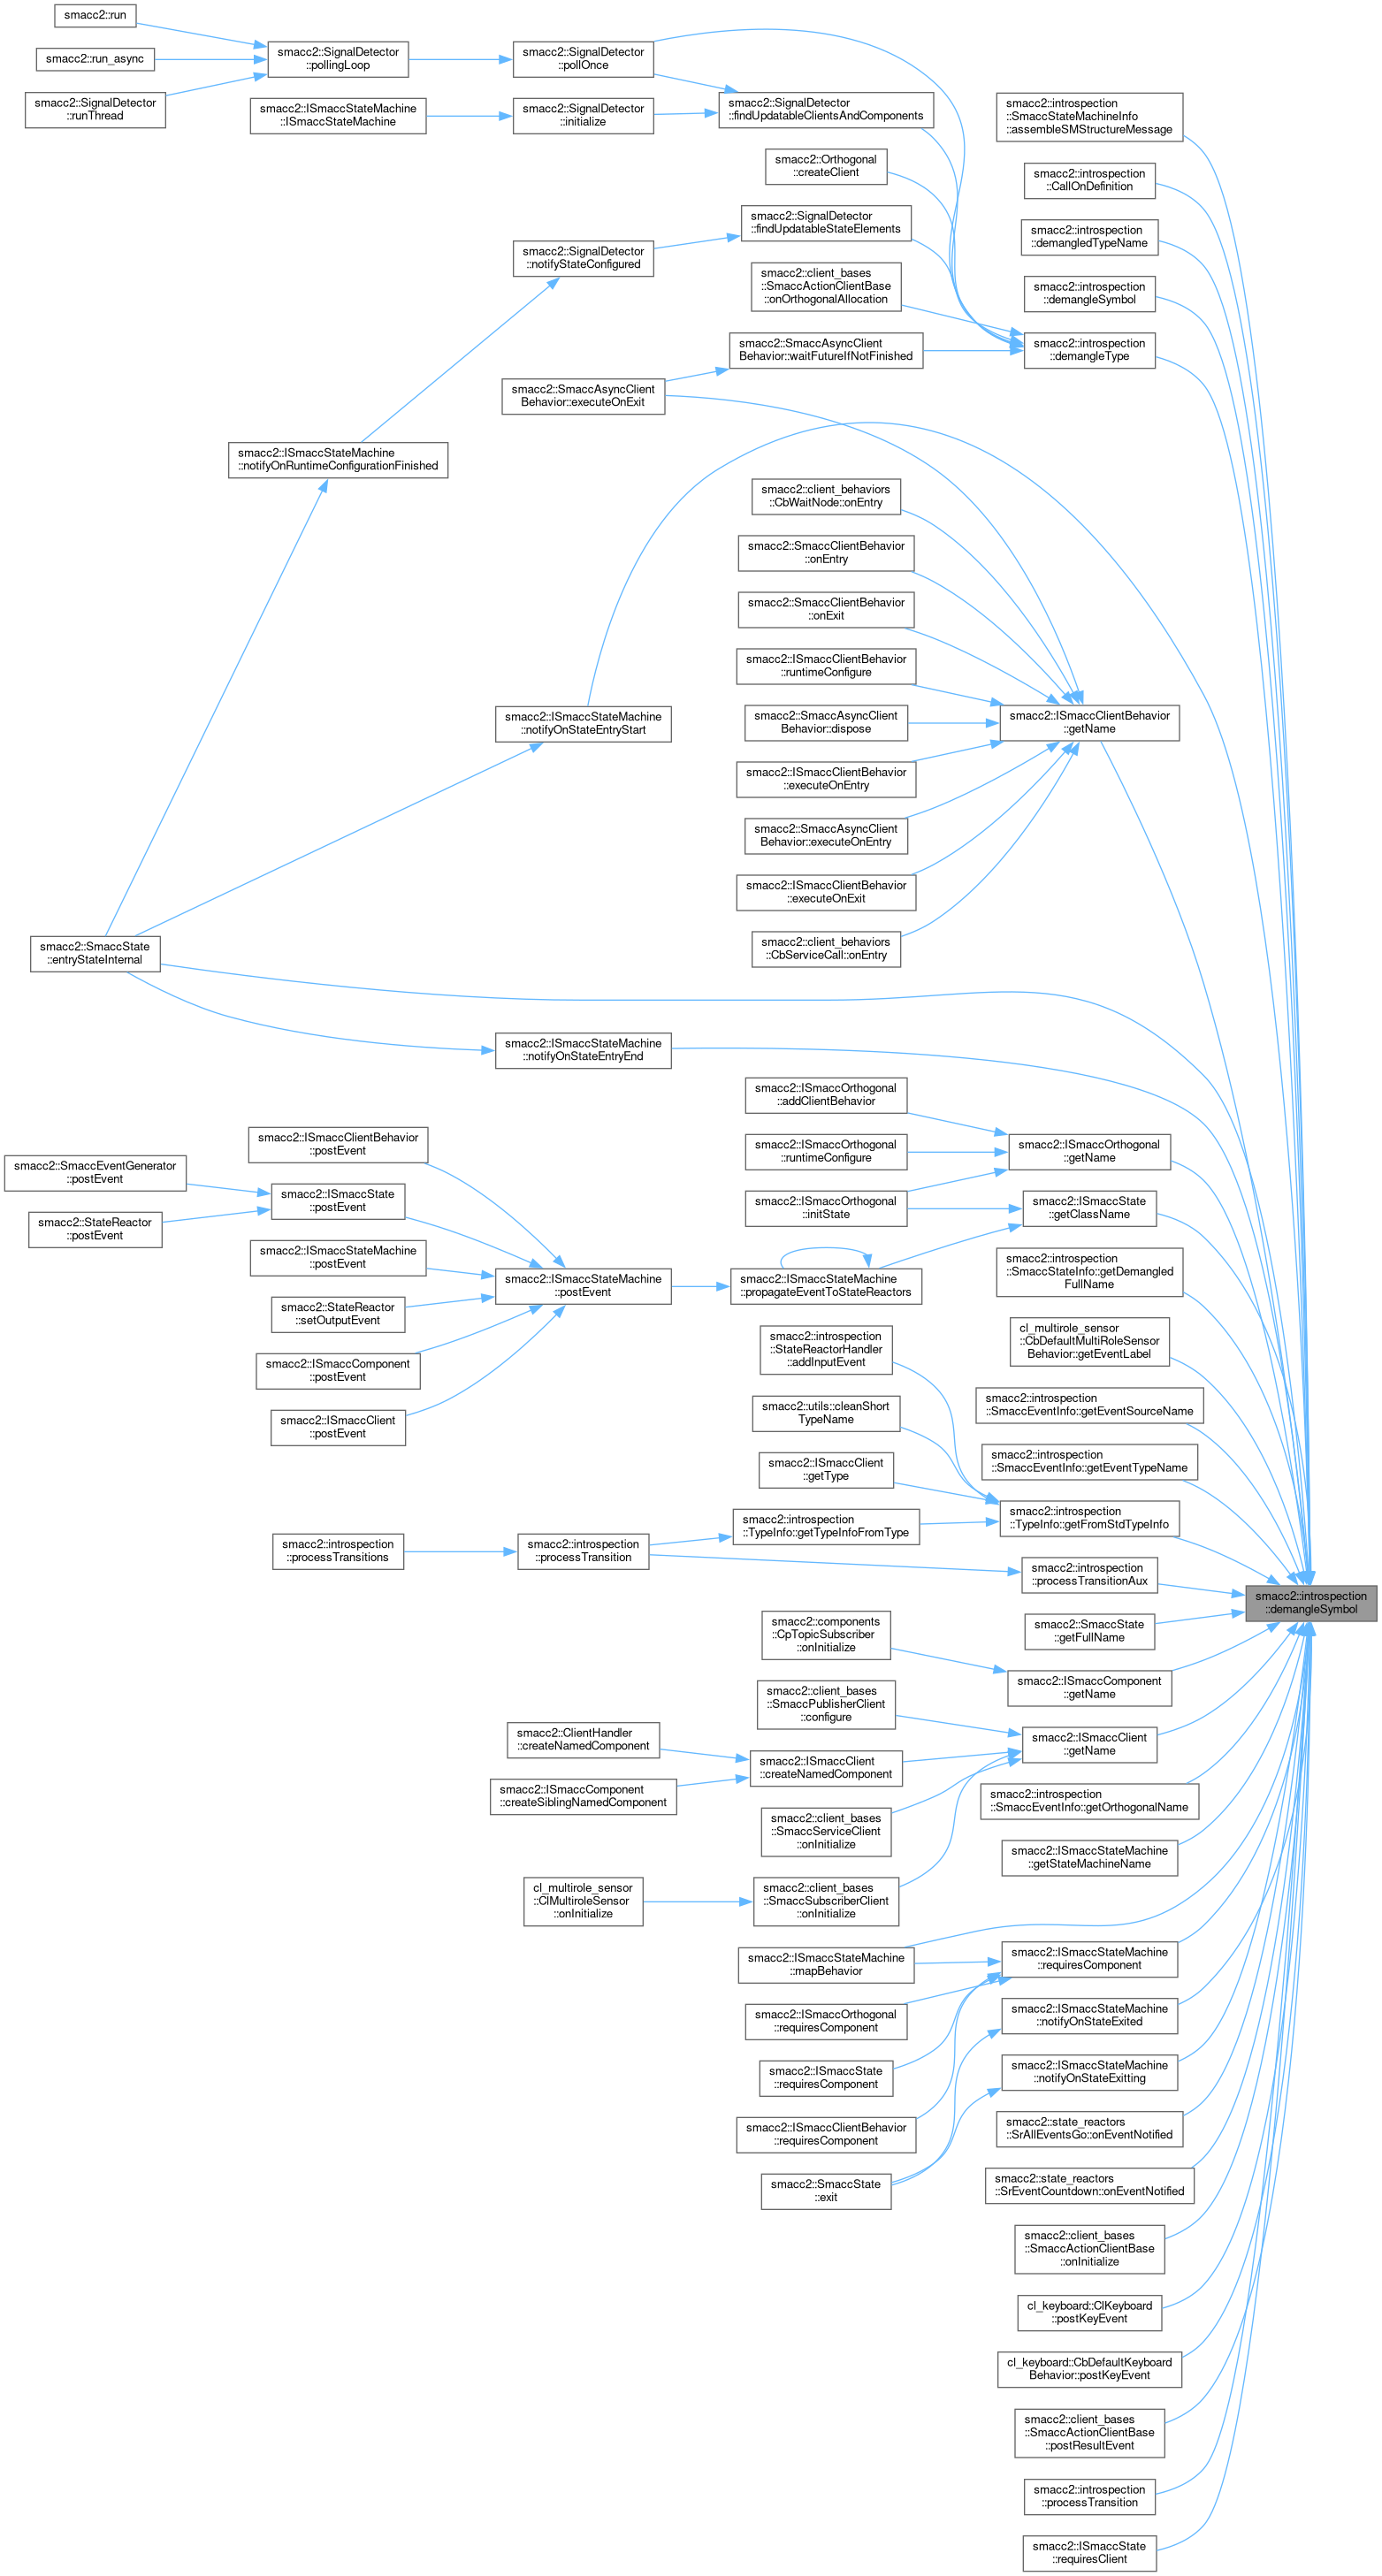 smacc2::run
smacc2::run_async
smacc2::SignalDetector
::runThread
smacc2::SignalDetector
::pollingLoop
smacc2::ISmaccStateMachine
::ISmaccStateMachine
smacc2::SignalDetector
::pollOnce
smacc2::SignalDetector
::initialize
smacc2::SignalDetector
::findUpdatableClientsAndComponents
smacc2::Orthogonal
::createClient
smacc2::SignalDetector
::findUpdatableStateElements
smacc2::SignalDetector
::notifyStateConfigured
smacc2::client_bases
::SmaccActionClientBase
::onOrthogonalAllocation
smacc2::SmaccAsyncClient
Behavior::waitFutureIfNotFinished
smacc2::SmaccAsyncClient
Behavior::executeOnExit
smacc2::ISmaccStateMachine
::notifyOnRuntimeConfigurationFinished
smacc2::introspection
::SmaccStateMachineInfo
::assembleSMStructureMessage
smacc2::introspection
::CallOnDefinition
smacc2::introspection
::demangledTypeName
smacc2::introspection
::demangleSymbol
smacc2::introspection
::demangleType
smacc2::client_behaviors
::CbWaitNode::onEntry
smacc2::SmaccClientBehavior
::onEntry
smacc2::SmaccClientBehavior
::onExit
smacc2::ISmaccClientBehavior
::runtimeConfigure
smacc2::SmaccAsyncClient
Behavior::dispose
smacc2::ISmaccClientBehavior
::executeOnEntry
smacc2::SmaccAsyncClient
Behavior::executeOnEntry
smacc2::ISmaccClientBehavior
::executeOnExit
smacc2::client_behaviors
::CbServiceCall::onEntry
smacc2::ISmaccClientBehavior
::getName
smacc2::ISmaccStateMachine
::notifyOnStateEntryStart
smacc2::SmaccState
::entryStateInternal
smacc2::ISmaccStateMachine
::notifyOnStateEntryEnd
smacc2::ISmaccOrthogonal
::addClientBehavior
smacc2::ISmaccOrthogonal
::runtimeConfigure
smacc2::ISmaccOrthogonal
::initState
smacc2::ISmaccOrthogonal
::getName
smacc2::ISmaccState
::getClassName
smacc2::ISmaccClientBehavior
::postEvent
smacc2::SmaccEventGenerator
::postEvent
smacc2::StateReactor
::postEvent
smacc2::ISmaccState
::postEvent
smacc2::ISmaccStateMachine
::postEvent
smacc2::StateReactor
::setOutputEvent
smacc2::ISmaccComponent
::postEvent
smacc2::ISmaccClient
::postEvent
smacc2::ISmaccStateMachine
::postEvent
smacc2::ISmaccStateMachine
::propagateEventToStateReactors
smacc2::introspection
::SmaccStateInfo::getDemangled
FullName
cl_multirole_sensor
::CbDefaultMultiRoleSensor
Behavior::getEventLabel
smacc2::introspection
::SmaccEventInfo::getEventSourceName
smacc2::introspection
::SmaccEventInfo::getEventTypeName
smacc2::introspection
::StateReactorHandler
::addInputEvent
smacc2::utils::cleanShort
TypeName
smacc2::ISmaccClient
::getType
smacc2::introspection
::TypeInfo::getTypeInfoFromType
smacc2::introspection
::TypeInfo::getFromStdTypeInfo
smacc2::introspection
::processTransitions
smacc2::introspection
::processTransition
smacc2::introspection
::processTransitionAux
smacc2::introspection
::demangleSymbol
smacc2::SmaccState
::getFullName
smacc2::components
::CpTopicSubscriber
::onInitialize
smacc2::ISmaccComponent
::getName
smacc2::client_bases
::SmaccPublisherClient
::configure
smacc2::ISmaccClient
::getName
smacc2::ClientHandler
::createNamedComponent
smacc2::ISmaccComponent
::createSiblingNamedComponent
smacc2::ISmaccClient
::createNamedComponent
smacc2::client_bases
::SmaccServiceClient
::onInitialize
smacc2::introspection
::SmaccEventInfo::getOrthogonalName
smacc2::ISmaccStateMachine
::getStateMachineName
cl_multirole_sensor
::ClMultiroleSensor
::onInitialize
smacc2::client_bases
::SmaccSubscriberClient
::onInitialize
smacc2::ISmaccStateMachine
::mapBehavior
smacc2::ISmaccStateMachine
::requiresComponent
smacc2::ISmaccOrthogonal
::requiresComponent
smacc2::ISmaccState
::requiresComponent
smacc2::ISmaccClientBehavior
::requiresComponent
smacc2::SmaccState
::exit
smacc2::ISmaccStateMachine
::notifyOnStateExited
smacc2::ISmaccStateMachine
::notifyOnStateExitting
smacc2::state_reactors
::SrAllEventsGo::onEventNotified
smacc2::state_reactors
::SrEventCountdown::onEventNotified
smacc2::client_bases
::SmaccActionClientBase
::onInitialize
cl_keyboard::ClKeyboard
::postKeyEvent
cl_keyboard::CbDefaultKeyboard
Behavior::postKeyEvent
smacc2::client_bases
::SmaccActionClientBase
::postResultEvent
smacc2::introspection
::processTransition
smacc2::ISmaccState
::requiresClient